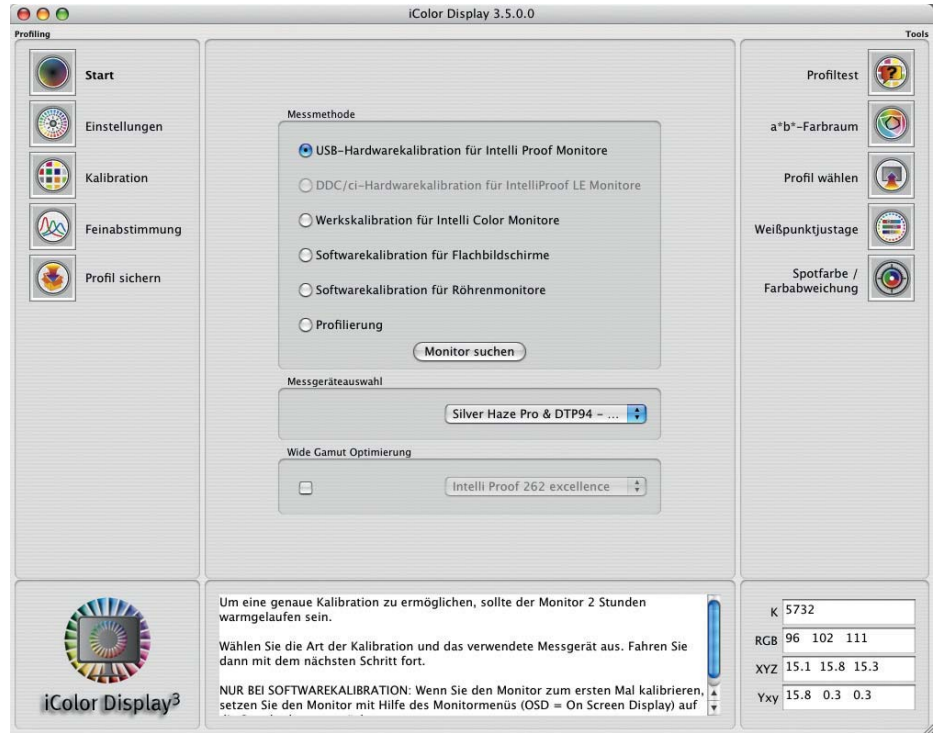 iColor Display 3.5.0.0
Profiling
Tools
Start
Einstellungen
Kalibration
Feinabstimmung
Profil sichern
Messmethode
USB-Hardwarekalibration für Intelli Proof Monitore
DDC/ci-Hardwarekalibration für IntelliProof LE Monitore
Werkskalibration für Intelli Color Monitore
Softwarekalibration für Flachbildschirme
Softwarekalibration für Röhrenmonitore
Profilierung
Monitor suchen
Messgeräteauswahl
Silver Haze Pro & DTP94 - ...
Wide Gamut Optimierung
Intelli Proof 262 excellence
Profiltest
a*b*-Farbraum
Profil wählen
Weißpunktjustage
Spotfarbe /
Farbabweichung
iColor Display3
Um eine genaue Kalibration zu ermöglichen, sollte der Monitor 2 Stunden
warmgelaufen sein.
Wählen Sie die Art der Kalibration und das verwendete Messgerät aus. Fahren Sie
dann mit dem nächsten Schritt fort.
NUR BEI SOFTWAREKALIBRATION: Wenn Sie den Monitor zum ersten Mal kalibrieren,
setzen Sie den Monitor mit Hilfe des Monitormenüs (OSD = On Screen Display) auf
K 5732
RGB 96 102 111
XYZ 15.1 15.8 15.3
Yxy 15.8 0.3 0.3